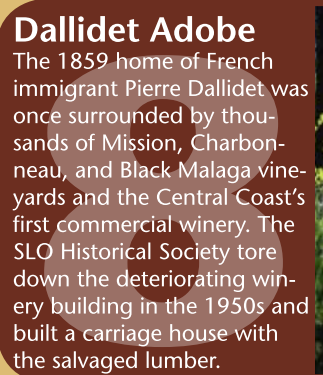 Dallidet Adobe
The 1859 home of French
immigrant Pierre Dallidet was
once surrounded by thou-
sands of Mission, Charbon-
neau, and Black Malaga vine-
yards and the Central Coast's
first commercial winery. The
SLO Historical Society tore
down the deteriorating win-
ery building in the 1950s and
built a carriage house with
the salvaged lumber.
8